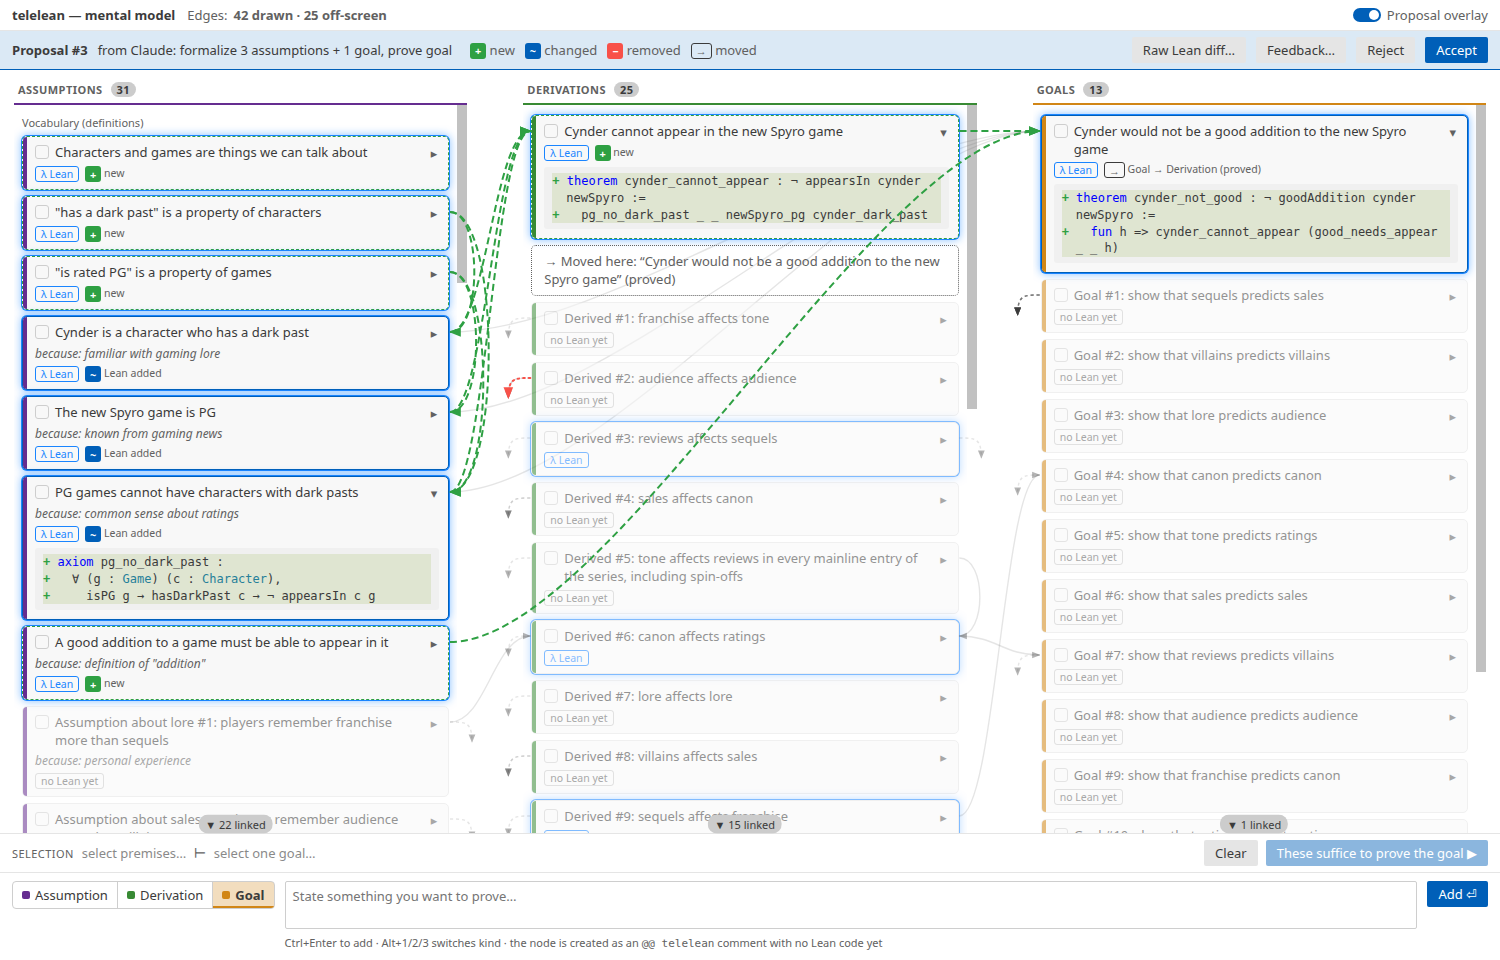 telelean — mental model Edges: 42 drawn · 25 off-screen Proposal overlay
Proposal #3 from Claude: formalize 3 assumptions + 1 goal, prove goal + new ~ changed − removed → moved Raw Lean diff... Feedback... Reject Accept
ASSUMPTIONS 31
Vocabulary (definitions)
Characters and games are things we can talk about ▸
λ Lean + new
"has a dark past" is a property of characters ▸
λ Lean + new
"is rated PG" is a property of games ▸
λ Lean + new
Cynder is a character who has a dark past ▸
because: familiar with gaming lore
λ Lean ~ Lean added
The new Spyro game is PG ▸
because: known from gaming news
λ Lean ~ Lean added
PG games cannot have characters with dark pasts ▾
because: common sense about ratings
λ Lean ~ Lean added
+ axiom pg_no_dark_past :
+ ∀ (g : Game) (c : Character),
+ isPG g → hasDarkPast c → ¬ appearsIn c g
A good addition to a game must be able to appear in it ▸
because: definition of "addition"
λ Lean + new
Assumption about lore #1: players remember franchise
more than sequels
because: personal experience
no Lean yet
Assumption about sales remember audience
▼ 22 linked
DERIVATIONS 25
Cynder cannot appear in the new Spyro game ▾
λ Lean + new
+ theorem cynder_cannot_appear : ¬ appearsIn cynder
newSpyro :=
+ pg_no_dark_past _ _ newSpyro_pg cynder_dark_past
→ Moved here: “Cynder would not be a good addition to the new
Spyro game” (proved)
Derived #1: franchise affects tone ▸
no Lean yet
Derived #2: audience affects audience ▸
no Lean yet
Derived #3: reviews affects sequels ▸
λ Lean
Derived #4: sales affects canon ▸
no Lean yet
Derived #5: tone affects reviews in every mainline entry of
the series, including spin-offs
no Lean yet
Derived #6: canon affects ratings ▸
λ Lean
Derived #7: lore affects lore ▸
no Lean yet
Derived #8: villains affects sales ▸
no Lean yet
Derived #9: sequels affects franchise ▸
▼ 15 linked
GOALS 13
Cynder would not be a good addition to the new Spyro
game
λ Lean → Goal → Derivation (proved)
+ theorem cynder_not_good : ¬ goodAddition cynder
newSpyro :=
+ fun h => cynder_cannot_appear (good_needs_appear
_ _ h)
Goal #1: show that sequels predicts sales ▸
no Lean yet
Goal #2: show that villains predicts villains ▸
no Lean yet
Goal #3: show that lore predicts audience ▸
no Lean yet
Goal #4: show that canon predicts canon ▸
no Lean yet
Goal #5: show that tone predicts ratings ▸
no Lean yet
Goal #6: show that sales predicts sales ▸
no Lean yet
Goal #7: show that reviews predicts villains ▸
no Lean yet
Goal #8: show that audience predicts audience ▸
no Lean yet
Goal #9: show that franchise predicts canon ▸
no Lean yet
▼ 1 linked
SELECTION select premises... ⊢ select one goal... Clear These suffice to prove the goal ▶
Assumption Derivation Goal State something you want to prove... Add ⏎
Ctrl+Enter to add · Alt+1/2/3 switches kind · the node is created as an @@ telelean comment with no Lean code yet